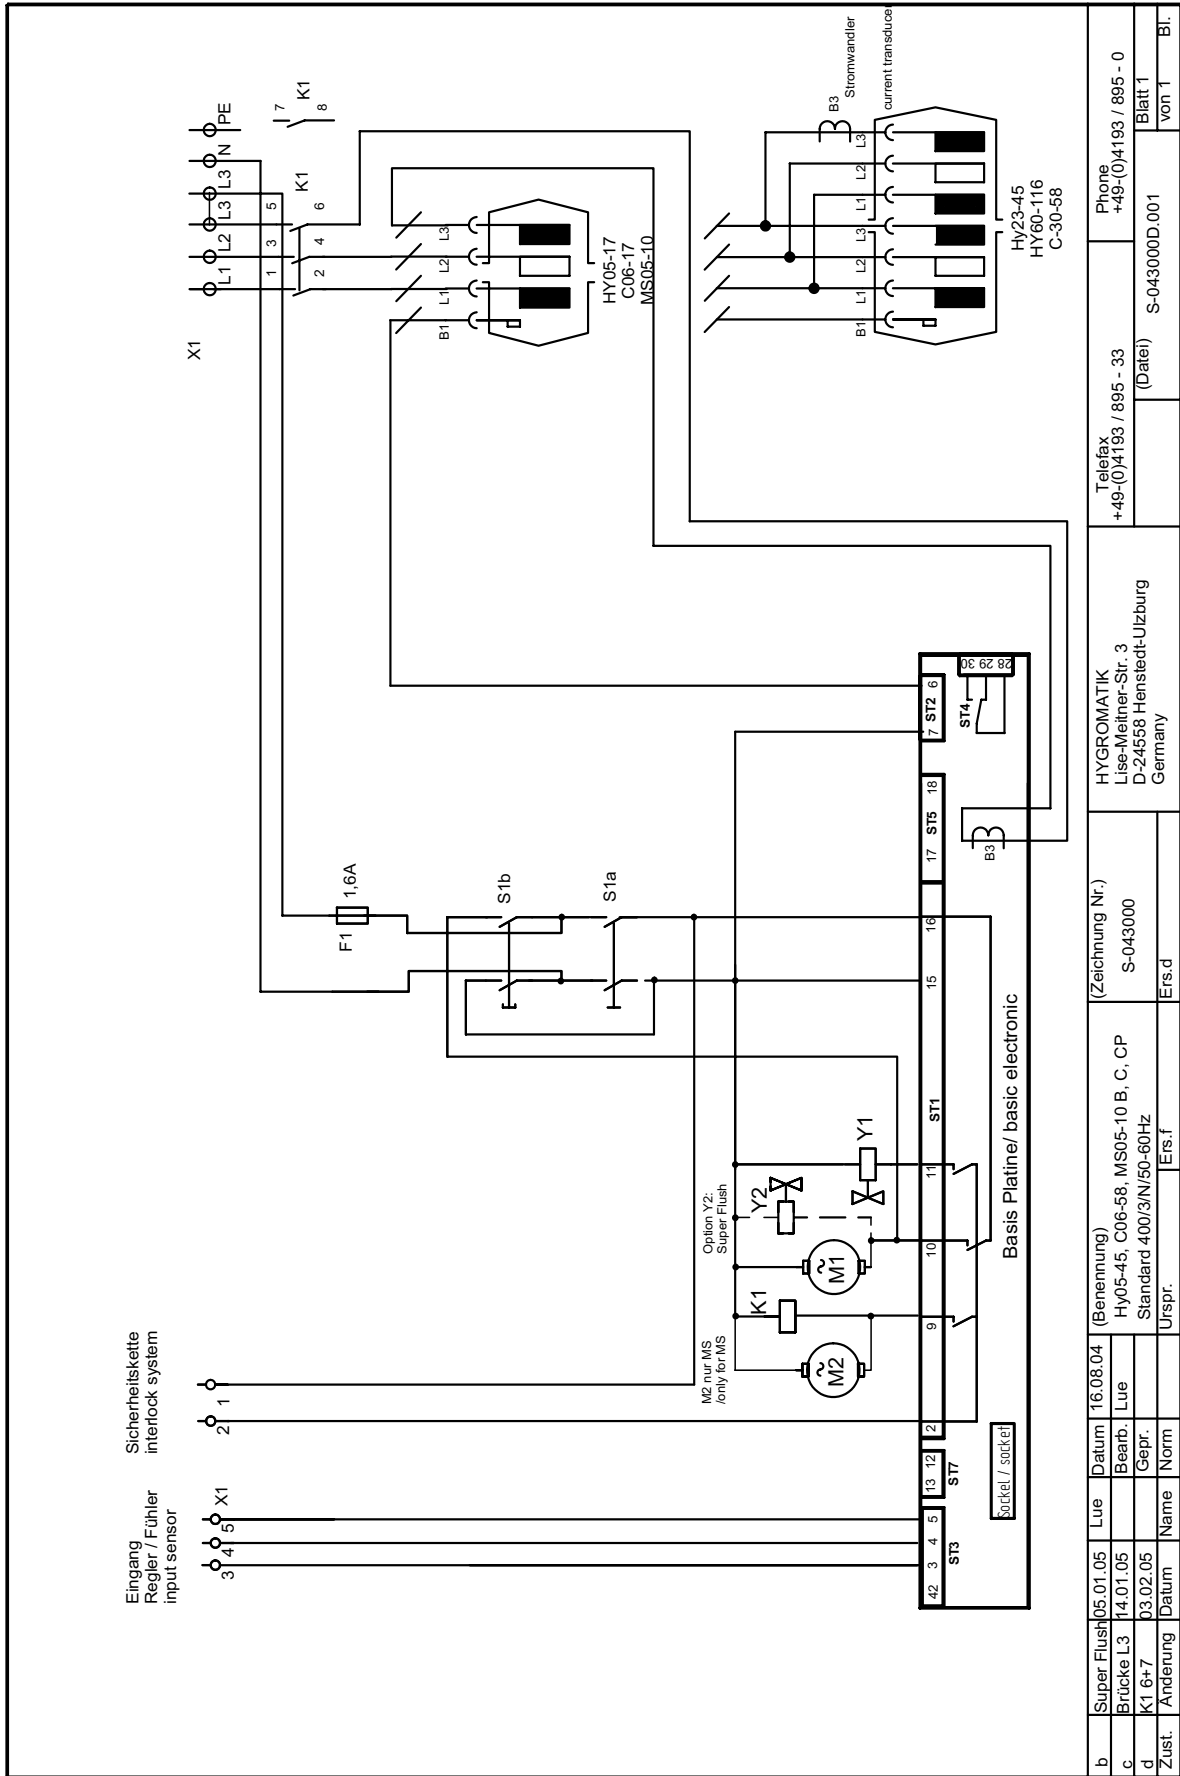 Eingang
Regler / Fühler
input sensor
Sicherheitskette
interlock system
X1
3
4
5
X1
2
1
X1
L1
L2
L3
L3
N
PE
1
3
5
K1
2
4
6
7
K1
8
F1
1,6A
S1b
S1a
B1
L1
L2
L3
HY05-17
C06-17
MS05-10
B3
Stromwandler
current transducer
B1
L1
L2
L3
L1
L2
L3
Hy23-45
HY60-116
C-30-58
M2 nur MS
/only for MS
Option Y2:
Super Flush
M2
~
K1
M1
~
Y2
Y1
42
3
4
5
ST3
13
12
ST7
2
9
10
11
ST1
15
16
17
ST5
18
7
ST2
6
ST4
28 29 30
B3
Sockel / socket
Basis Platine/ basic electronic
b
Super Flush
05.01.05
Lue
c
Brücke L3
14.01.05
d
K1 6+7
03.02.05
Zust.
Änderung
Datum
Name
Datum
16.08.04
Bearb.
Lue
Gepr.
Norm
(Benennung)
Hy05-45, C06-58, MS05-10 B, C, CP
Standard 400/3/N/50-60Hz
Urspr.
Ers.f
(Zeichnung Nr.)
S-043000
Ers.d
HYGROMATIK
Lise-Meitner-Str. 3
D-24558 Henstedt-Ulzburg
Germany
Telefax
+49-(0)4193 / 895 - 33
Phone
+49-(0)4193 / 895 - 0
(Datei)
S-043000D.001
Blatt 1
von 1
Bl.